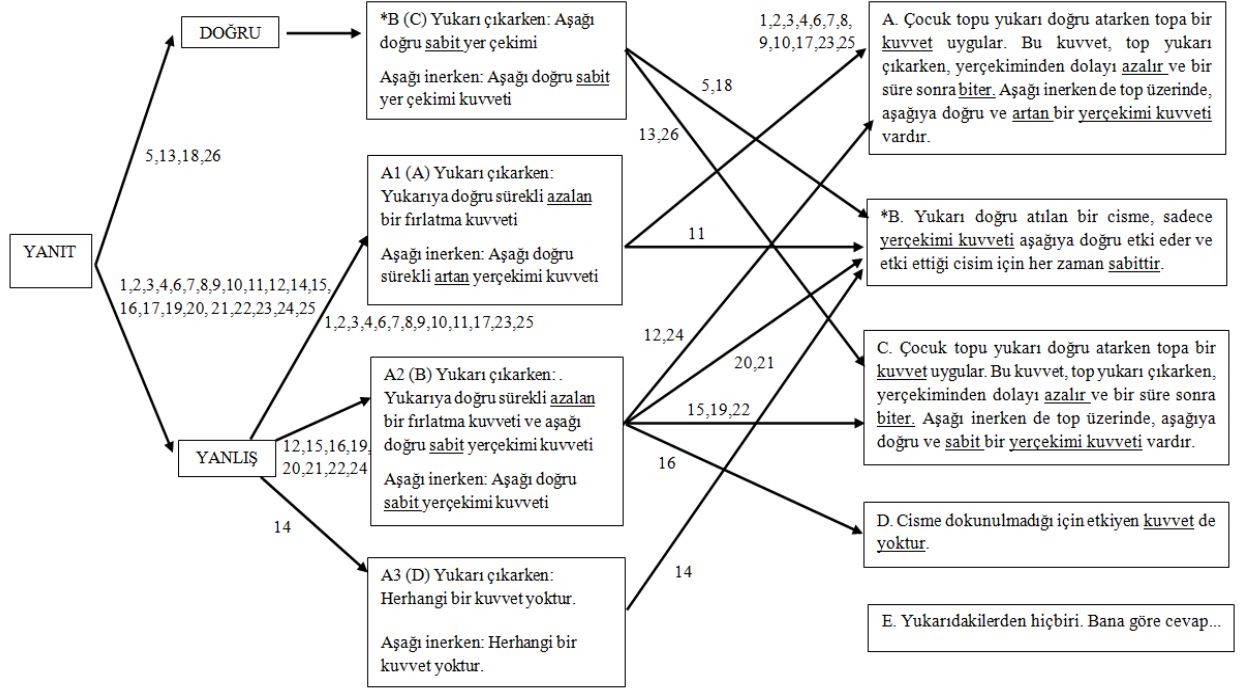 YANIT
DOĞRU
5,13,18,26
1,2,3,4,6,7,8,9,10,11,12,14,15,
16,17,19,20, 21,22,23,24,25
YANLIŞ
1,2,3,4,6,7,8,9,10,11,17,23,25
12,15,16,19,
20,21,22,24
14
*B (C) Yukarı çıkarken: Aşağı
doğru sabit yer çekimi
Aşağı inerken: Aşağı doğru sabit
yer çekimi kuvveti
A1 (A) Yukarı çıkarken:
Yukarıya doğru sürekli azalan
bir fırlatma kuvveti
Aşağı inerken: Aşağı doğru
sürekli artan yerçekimi kuvveti
A2 (B) Yukarı çıkarken: .
Yukarıya doğru sürekli azalan
bir fırlatma kuvveti ve aşağı
doğru sabit yerçekimi kuvveti
Aşağı inerken: Aşağı doğru
sabit yerçekimi kuvveti
A3 (D) Yukarı çıkarken:
Herhangi bir kuvvet yoktur.
Aşağı inerken: Herhangi bir
kuvvet yoktur.
1,2,3,4,6,7,8,
9,10,17,23,25
5,18
13,26
11
12,24
20,21
15,19,22
16
14
A. Çocuk topu yukarı doğru atarken topa bir
kuvvet uygular. Bu kuvvet, top yukarı
çıkarken, yerçekiminden dolayı azalır ve bir
süre sonra biter. Aşağı inerken de top üzerinde,
aşağıya doğru ve artan bir yerçekimi kuvveti
vardır.
*B. Yukarı doğru atılan bir cisme, sadece
yerçekimi kuvveti aşağıya doğru etki eder ve
etki ettiği cisim için her zaman sabittir.
C. Çocuk topu yukarı doğru atarken topa bir
kuvvet uygular. Bu kuvvet, top yukarı çıkarken,
yerçekiminden dolayı azalır ve bir süre sonra
biter. Aşağı inerken de top üzerinde, aşağıya
doğru ve sabit bir yerçekimi kuvveti vardır.
D. Cisme dokunulmadığı için etkiyen kuvvet de
yoktur.
E. Yukarıdakilerden hiçbiri. Bana göre cevap...